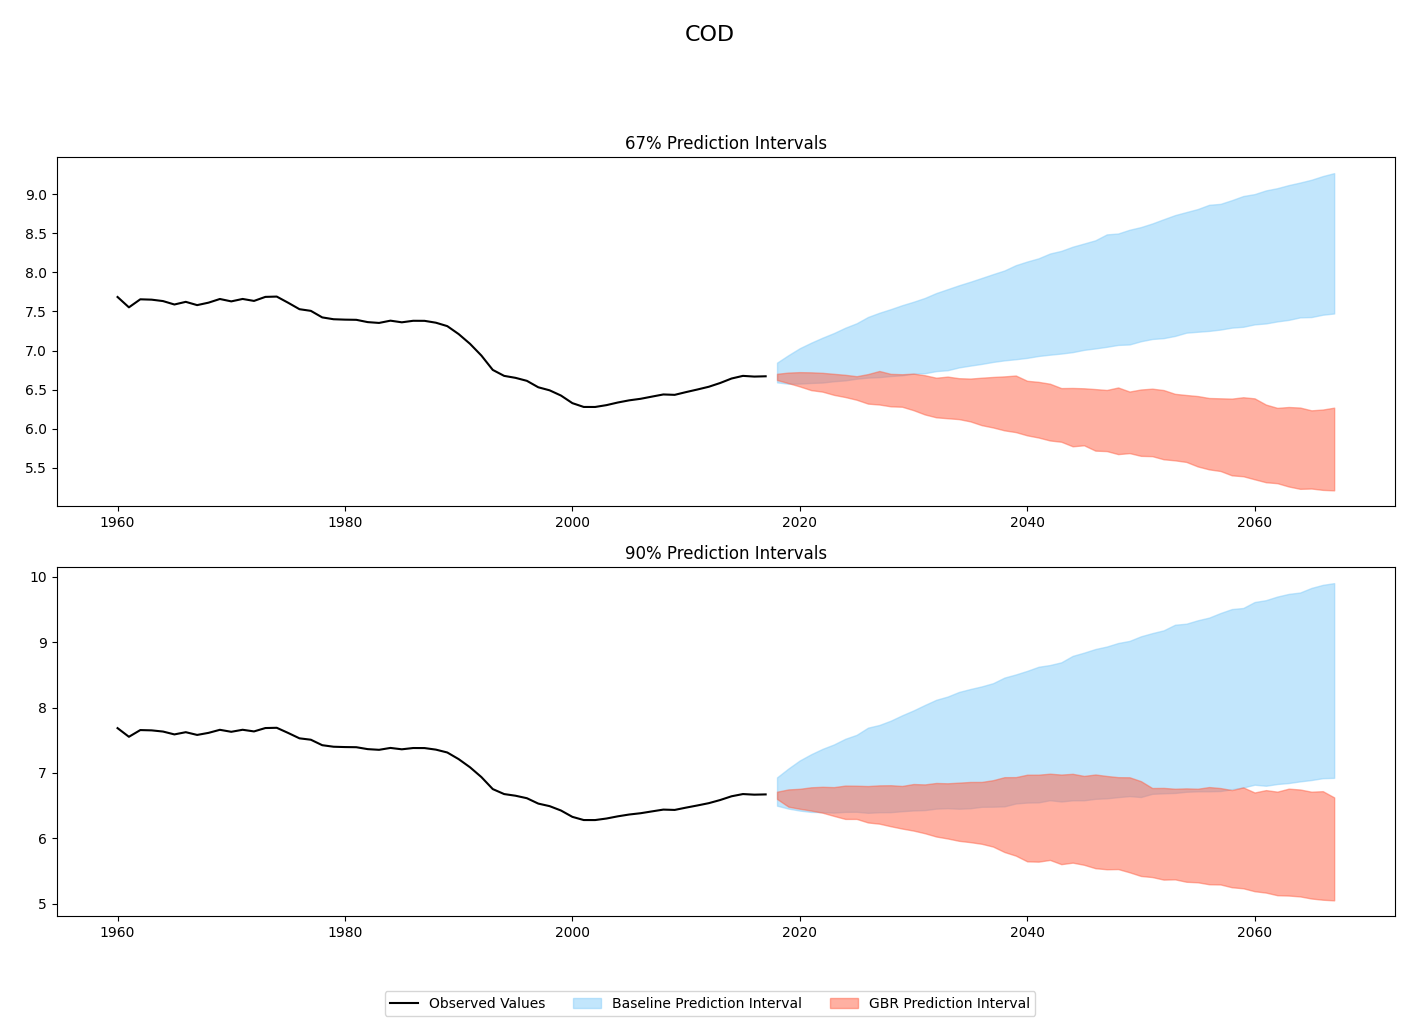 COD
67% Prediction Intervals
9.0
8.5
8.0
7.5
7.0
6.5
6.0
5.5
1960 1980 2000 2020 2040 2060
90% Prediction Intervals
10
9
8
7
6
5
1960 1980 2000 2020 2040 2060
Observed Values Baseline Prediction Interval GBR Prediction Interval